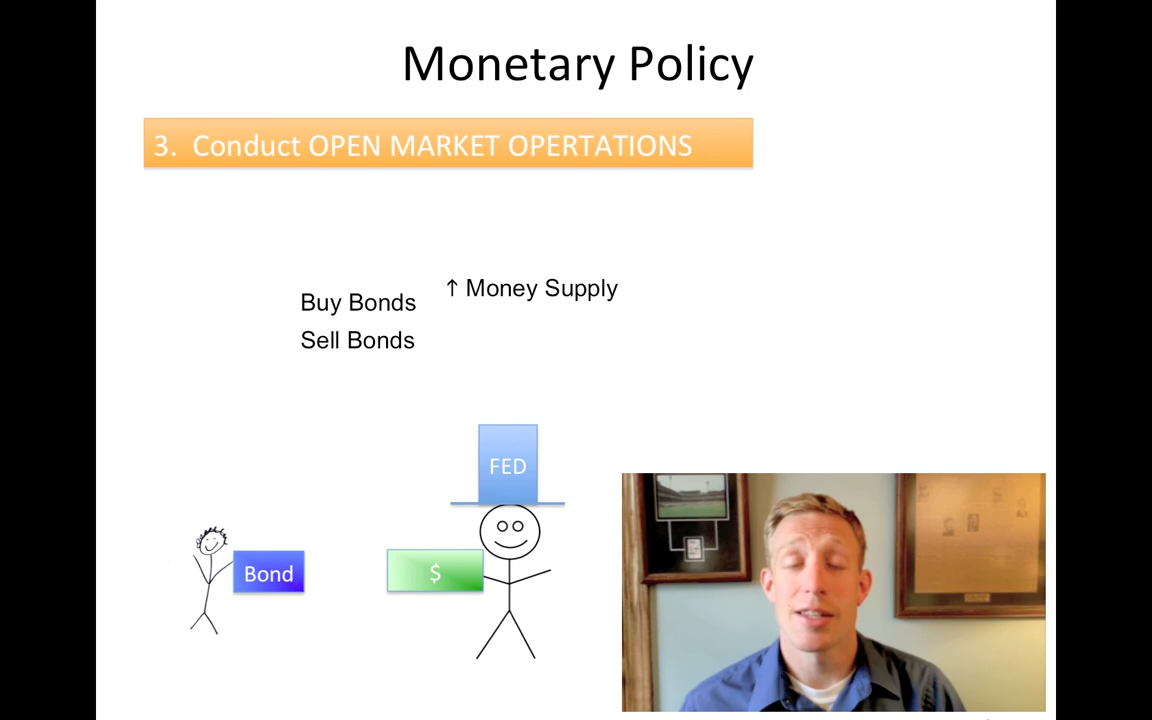 Monetary Policy
3. Conduct OPEN MARKET OPERTATIONS
↑ Money Supply
Buy Bonds
Sell Bonds
FED
Bond
$